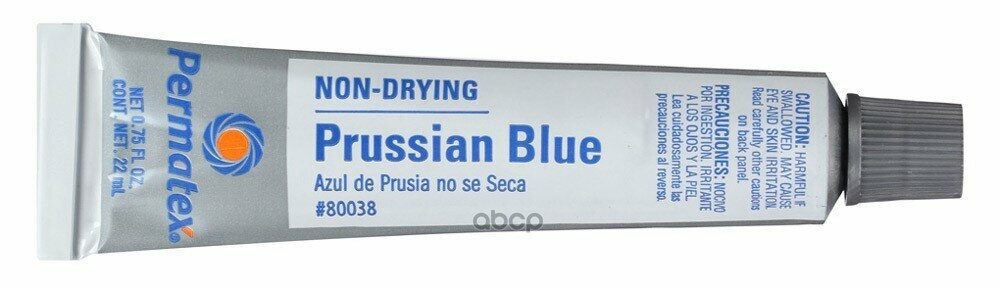 Permatex®
NET 0.75 FL. OZ.
CONT. NET. 22 mL
NON-DRYING
Prussian Blue
Azul de Prusia no se Seca
#80038
abcp
CAUTION: HARMFUL IF
SWALLOWED. MAY CAUSE
EYE AND SKIN IRRITATION.
Read carefully other cautions
on back panel.
PRECAUCIONES: NOCIVO
POR INGESTION. IRRITANTE
A LOS OJOS Y LA PIEL.
Lea cuidadosamente las
precauciones al reverso.